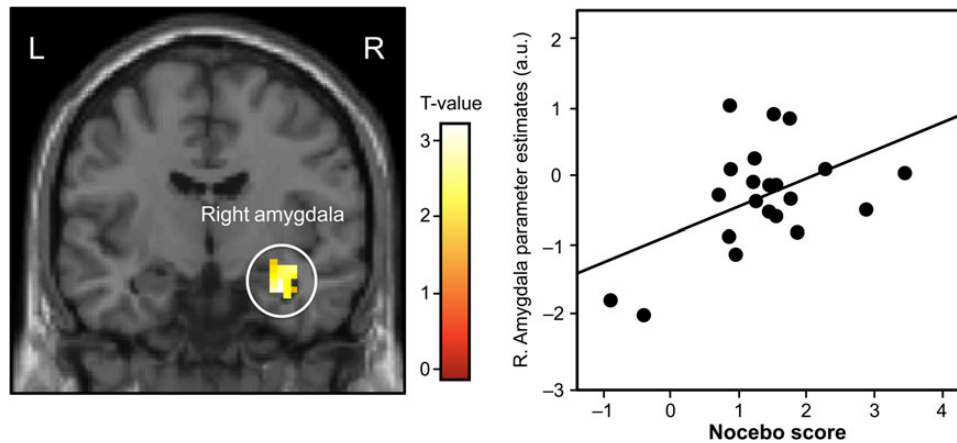 L
R
Right amygdala
T-value
3
2
1
0
R. Amygdala parameter estimates (a.u.)
2
1
0
–1
–2
–3
–1
0
1
2
3
4
Nocebo score